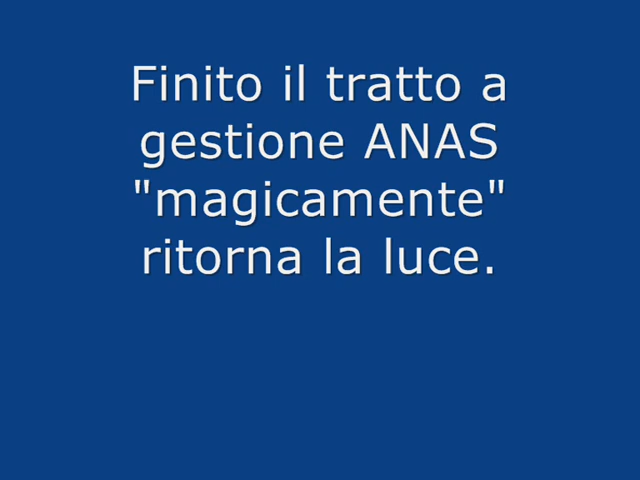 Finito il tratto a
gestione ANAS
"magicamente"
ritorna la luce.